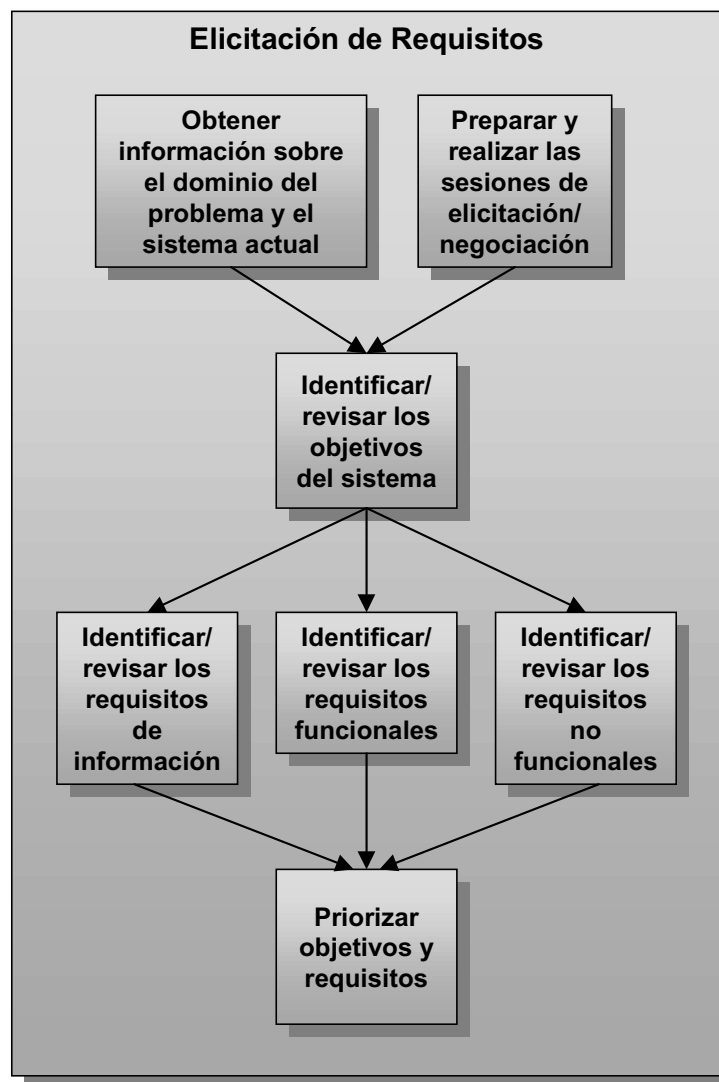 Elicitación de Requisitos
Obtener
información sobre
el dominio del
problema y el
sistema actual
Preparar y
realizar las
sesiones de
elicitación/
negociación
Identificar/
revisar los
objetivos
del sistema
Identificar/
revisar los
requisitos
de
información
Identificar/
revisar los
requisitos
funcionales
Identificar/
revisar los
requisitos
no
funcionales
Priorizar
objetivos y
requisitos